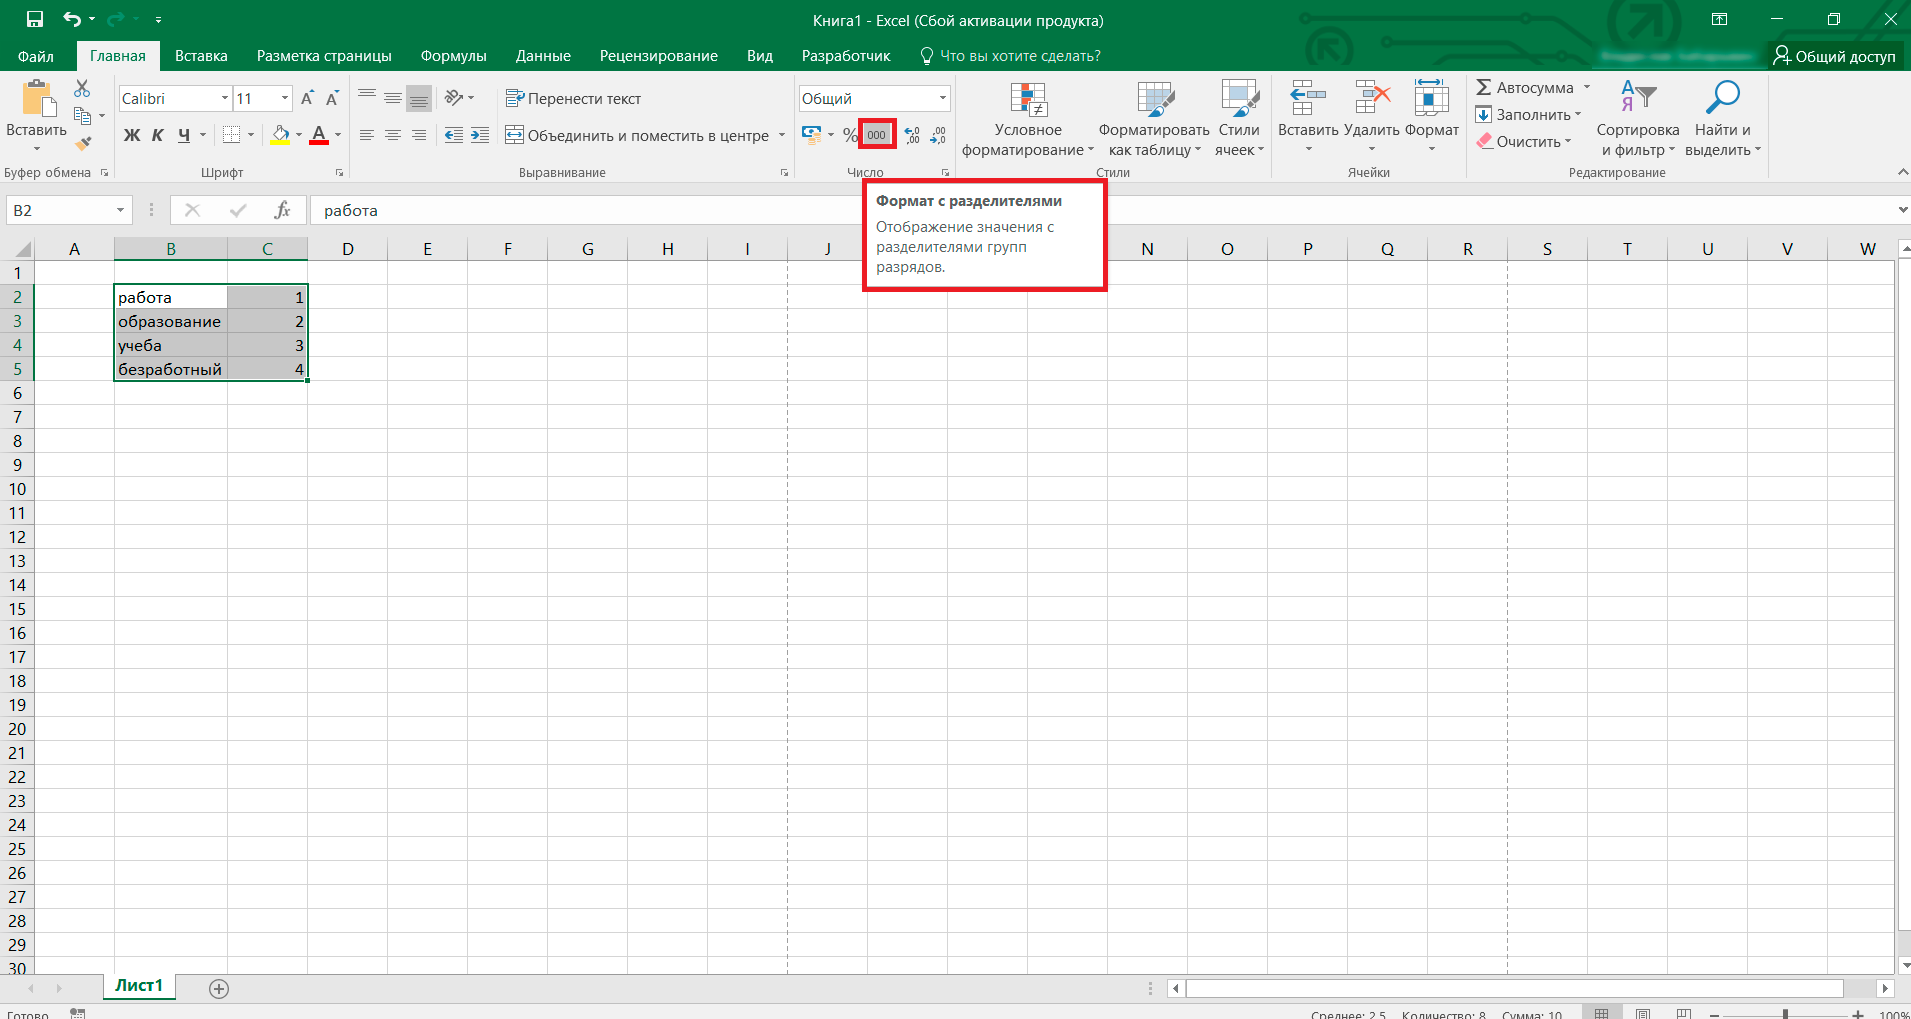 Книга1 - Excel (Сбой активации продукта)
Файл Главная Вставка Разметка страницы Формулы Данные Рецензирование Вид Разработчик Что вы хотите сделать? Общий доступ
Calibri 11 Перенести текст Общий Автосумма
Вставить Ж К Ч А Объединить и поместить в центре % 000 Условное форматирование Форматировать как таблицу Стили ячеек Вставить Удалить Формат Заполнить Сортировка и фильтр Найти и выделить
Очистить
Буфер обмена Шрифт Выравнивание Число Стили Ячейки Редактирование
B2 fx работа
Формат с разделителями
Отображение значения с
разделителями групп
разрядов.
A B C D E F G H I J N O P Q R S T U V W
1
2 работа 1
3 образование 2
4 учеба 3
5 безработный 4
6
7
8
9
10
11
12
13
14
15
16
17
18
19
20
21
22
23
24
25
26
27
28
29
30
Лист1
Готово Среднее: 2,5 Количество: 8 Сумма: 10 100%